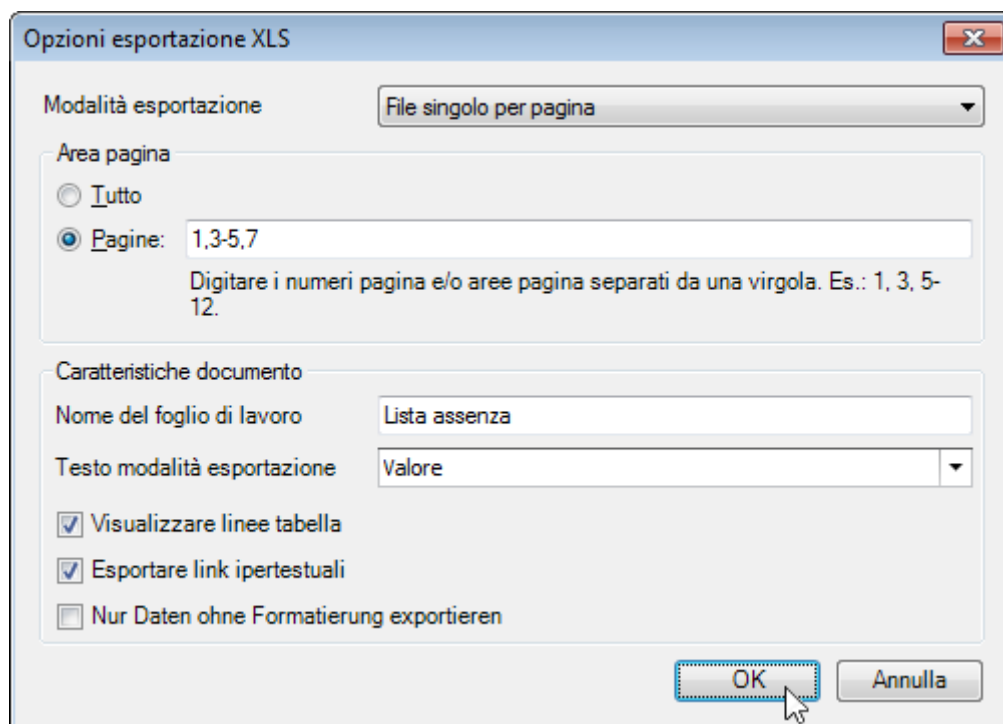 Opzioni esportazione XLS
Modalità esportazione
File singolo per pagina
Area pagina
Tutto
Pagine:
1,3-5,7
Digitare i numeri pagina e/o aree pagina separati da una virgola. Es.: 1, 3, 5-
12.
Caratteristiche documento
Nome del foglio di lavoro
Lista assenza
Testo modalità esportazione
Valore
Visualizzare linee tabella
Esportare link ipertestuali
Nur Daten ohne Formatierung exportieren
OK
Annulla